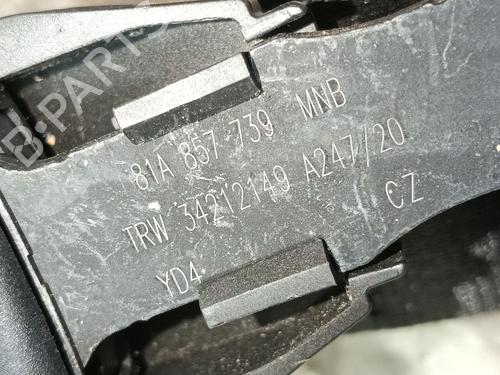 B-PARTS
81A 857 739 MNB
TRW 34212149 A247/20
YD4 CZ